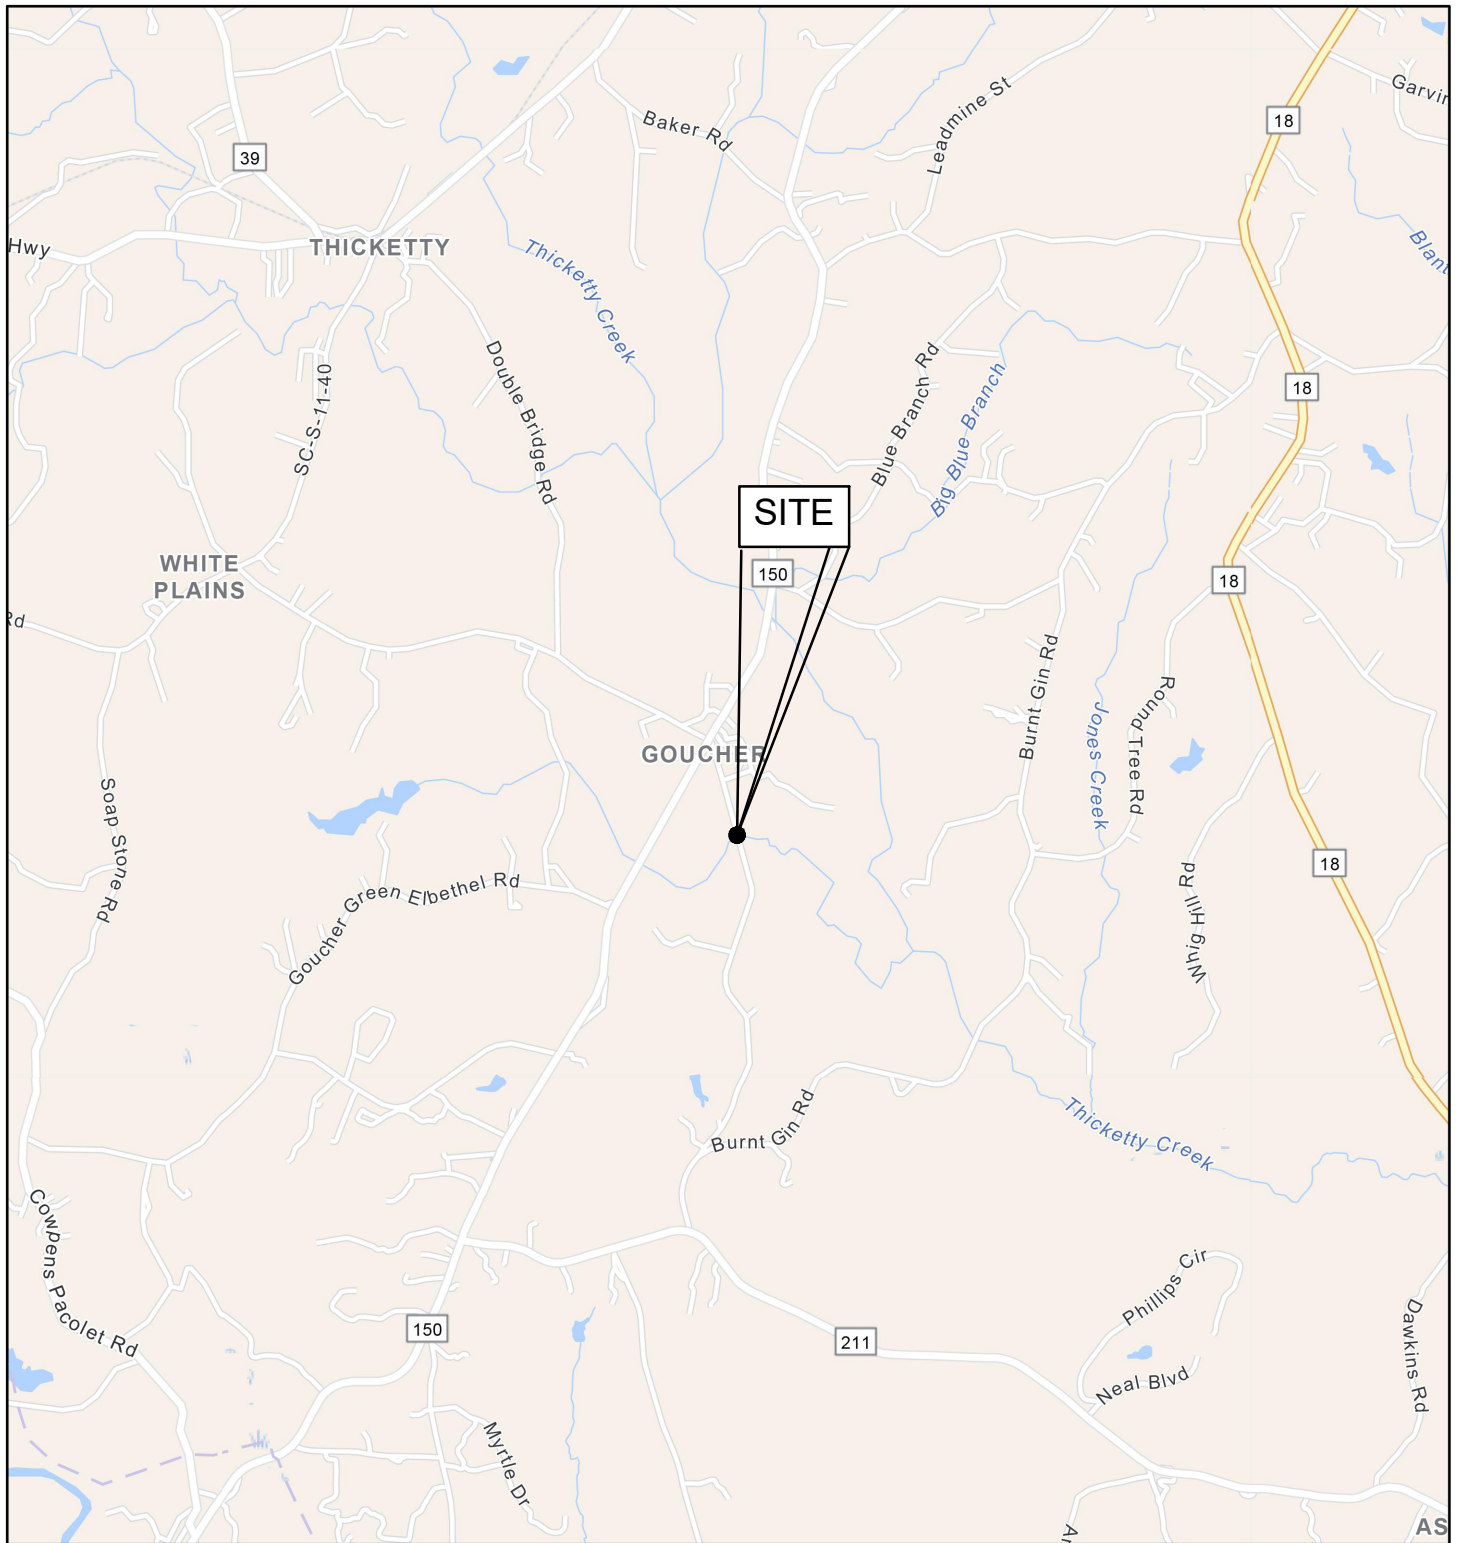 Garvin
18
Baker Rd
Leadmine St
39
Hwy
THICKETTY
Thicketty Creek
Blant
Double Bridge Rd
Blue Branch Rd
Big Blue Branch
SC-S-11-40
18
SITE
WHITE
PLAINS
150
18
Rd
Burnt Gin Rd
Jones Creek
Round Tree Rd
GOUCHER
Soap Stone Rd
Goucher Green Elbethel Rd
Whig Hill Rd
18
Burnt Gin Rd
Thicketty Creek
Cowpens Pacolet Rd
Phillips Cir
150
211
Neal Blvd
Dawkins Rd
Myrtle Dr
Ar
AS